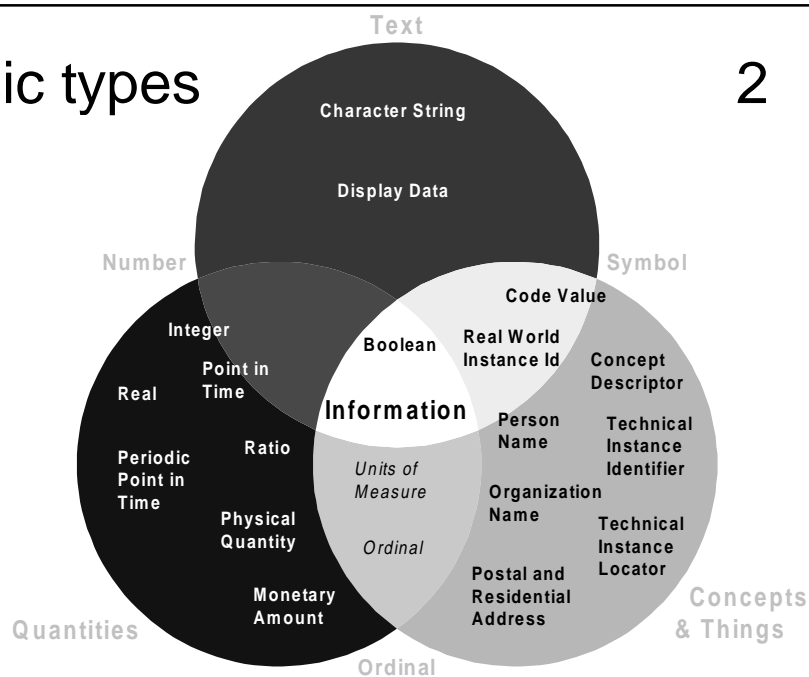 Text
ic types
2
Character String
Display Data
Number
Symbol
Code Value
Integer
Boolean
Real World
Instance Id
Point in
Time
Concept
Descriptor
Real
Information
Person
Name
Technical
Instance
Identifier
Ratio
Periodic
Point in
Time
Units of
Measure
Organization
Name
Physical
Quantity
Ordinal
Technical
Instance
Locator
Postal and
Residential
Address
Monetary
Amount
Concepts
& Things
Quantities
Ordinal